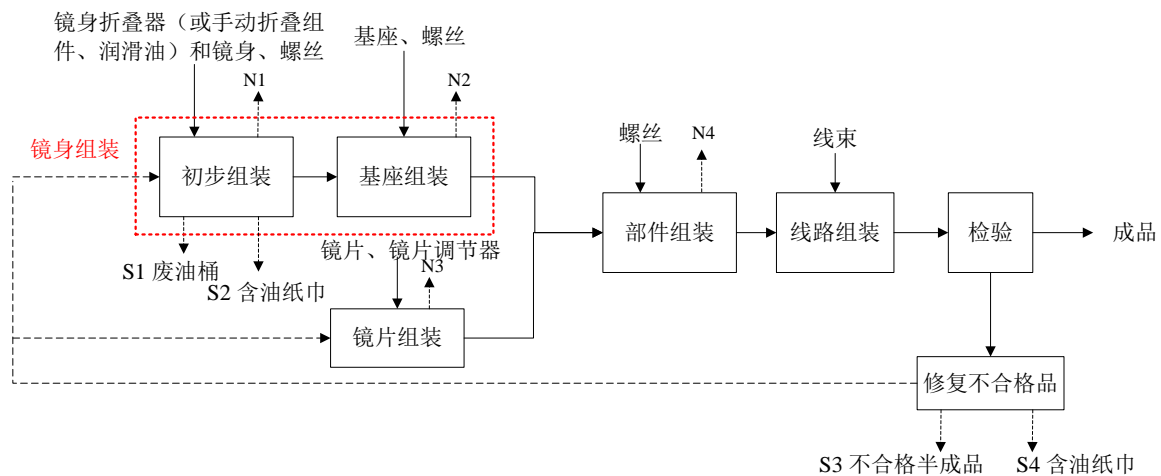 镜身折叠器（或手动折叠组
件、润滑油）和镜身、螺丝
基座、螺丝
N1
N2
镜身组装
初步组装
基座组装
螺丝
N4
线束
部件组装
线路组装
检验
成品
S1 废油桶
S2 含油纸巾
镜片、镜片调节器
N3
镜片组装
修复不合格品
S3 不合格半成品
S4 含油纸巾